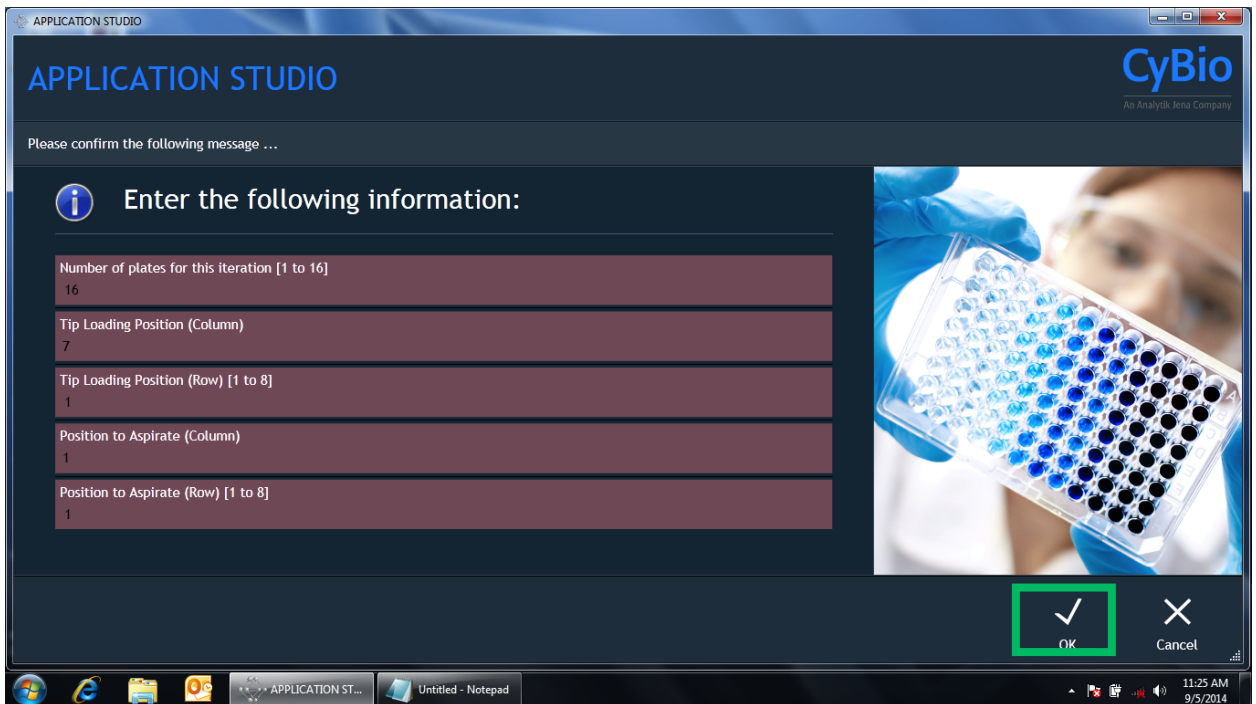 APPLICATION STUDIO
APPLICATION STUDIO
CyBio
An Analytik Jena Company
Please confirm the following message ...
Enter the following information:
Number of plates for this iteration [1 to 16]
16
Tip Loading Position (Column)
7
Tip Loading Position (Row) [1 to 8]
1
Position to Aspirate (Column)
1
Position to Aspirate (Row) [1 to 8]
1
OK
Cancel
APPLICATION ST...
Untitled - Notepad
11:25 AM
9/5/2014